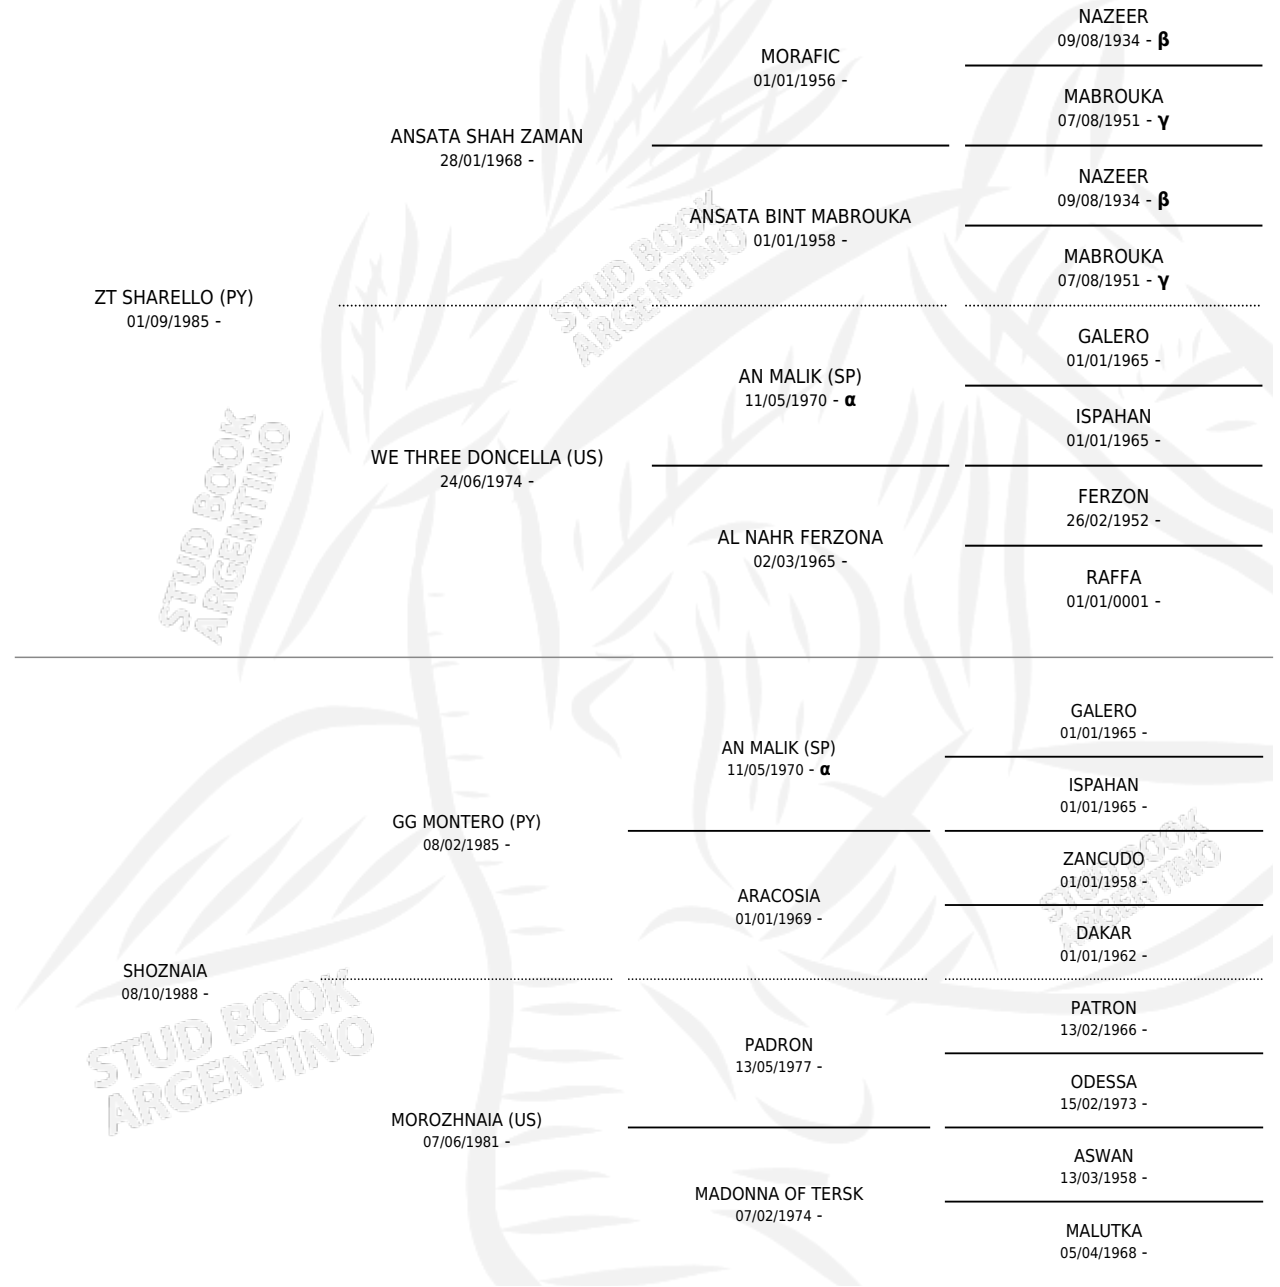 NAZEER
09/08/1934 - β
MORAFIC
01/01/1956 -
MABROUKA
07/08/1951 - γ
ANSATA SHAH ZAMAN
28/01/1968 -
NAZEER
09/08/1934 - β
ANSATA BINT MABROUKA
01/01/1958 -
MABROUKA
07/08/1951 - γ
ZT SHARELLO (PY)
01/09/1985 -
GALERO
01/01/1965 -
AN MALIK (SP)
11/05/1970 - α
ISPAHAN
01/01/1965 -
WE THREE DONCELLA (US)
24/06/1974 -
FERZON
26/02/1952 -
AL NAHR FERZONA
02/03/1965 -
RAFFA
01/01/0001 -
GALERO
01/01/1965 -
AN MALIK (SP)
11/05/1970 - α
ISPAHAN
01/01/1965 -
GG MONTERO (PY)
08/02/1985 -
ZANCUDO
01/01/1958 -
ARACOSIA
01/01/1969 -
DAKAR
01/01/1962 -
SHOZNAIA
08/10/1988 -
PATRON
13/02/1966 -
PADRON
13/05/1977 -
ODESSA
15/02/1973 -
MOROZHNAIA (US)
07/06/1981 -
ASWAN
13/03/1958 -
MADONNA OF TERSK
07/02/1974 -
MALUTKA
05/04/1968 -
STUD BOOK
ARGENTINO
STUD BOOK
ARGENTINO
STUD BOOK
ARGENTINO
STUD BOOK
ARGENTINO